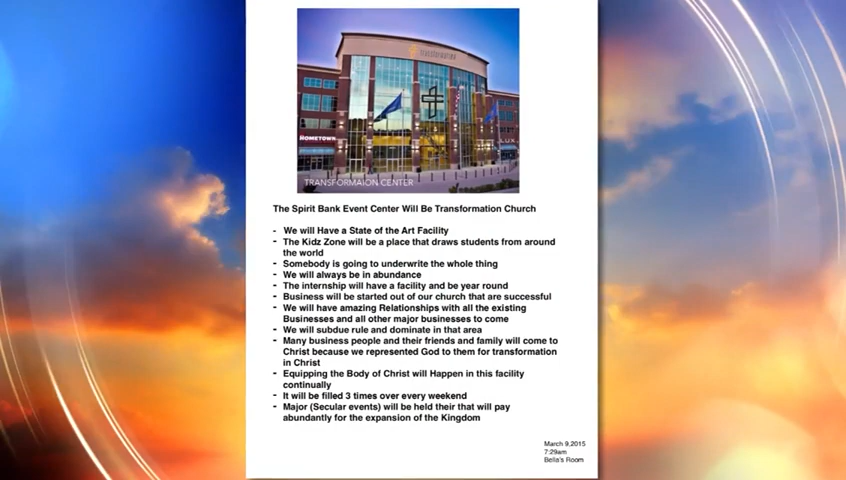 HOMETOWN
LUX
TRANSFORMAION CENTER
The Spirit Bank Event Center Will Be Transformation Church
- We will Have a State of the Art Facility
- The Kidz Zone will be a place that draws students from around
the world
- Somebody is going to underwrite the whole thing
- We will always be in abundance
- The internship will have a facility and be year round
- Business will be started out of our church that are successful
- We will have amazing Relationships with all the existing
Businesses and all other major businesses to come
- We will subdue rule and dominate in that area
- Many business people and their friends and family will come to
Christ because we represented God to them for transformation
in Christ
- Equipping the Body of Christ will Happen in this facility
continually
- It will be filled 3 times over every weekend
- Major (Secular events) will be held their that will pay
abundantly for the expansion of the Kingdom
March 9,2015
7:29am
Bella's Room